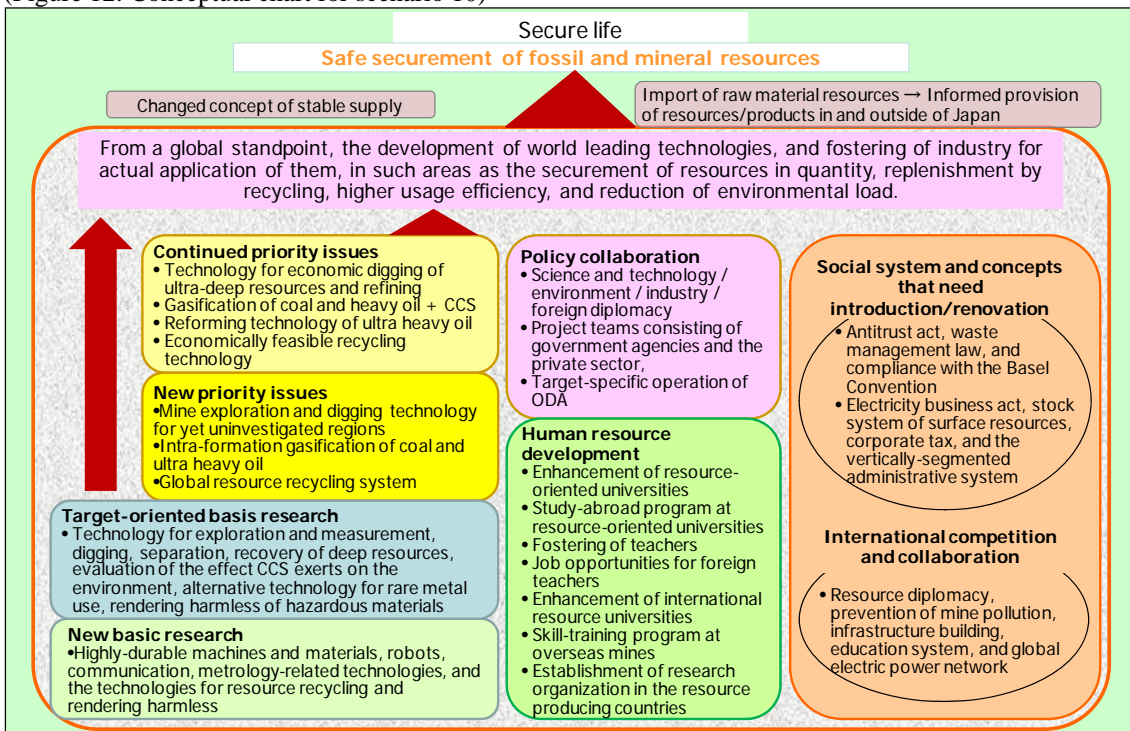 Secure life
Safe securement of fossil and mineral resources
Changed concept of stable supply
Import of raw material resources → Informed provision
of resources/products in and outside of Japan
From a global standpoint, the development of world leading technologies, and fostering of industry for
actual application of them, in such areas as the securement of resources in quantity, replenishment by
recycling, higher usage efficiency, and reduction of environmental load.
Continued priority issues
• Technology for economic digging of
ultra-deep resources and refining
• Gasification of coal and heavy oil + CCS
• Reforming technology of ultra heavy oil
• Economically feasible recycling
technology
New priority issues
•Mine exploration and digging technology
for yet uninvestigated regions
•Intra-formation gasification of coal and
ultra heavy oil
•Global resource recycling system
Target-oriented basis research
• Technology for exploration and measurement,
digging, separation, recovery of deep resources,
evaluation of the effect CCS exerts on the
environment, alternative technology for rare metal
use, rendering harmless of hazardous materials
New basic research
•Highly-durable machines and materials, robots,
communication, metrology-related technologies, and
the technologies for resource recycling and
rendering harmless
Policy collaboration
• Science and technology /
environment / industry /
foreign diplomacy
• Project teams consisting of
government agencies and the
private sector,
• Target-specific operation of
ODA
Human resource
development
• Enhancement of resource-
oriented universities
• Study-abroad program at
resource-oriented universities
• Fostering of teachers
• Job opportunities for foreign
teachers
• Enhancement of international
resource universities
• Skill-training program at
overseas mines
• Establishment of research
organization in the resource
producing countries
Social system and concepts
that need
introduction/renovation
• Antitrust act, waste
management law, and
compliance with the Basel
Convention
• Electricity business act, stock
system of surface resources,
corporate tax, and the
vertically-segmented
administrative system
International competition
and collaboration
• Resource diplomacy,
prevention of mine pollution,
infrastructure building,
education system, and global
electric power network